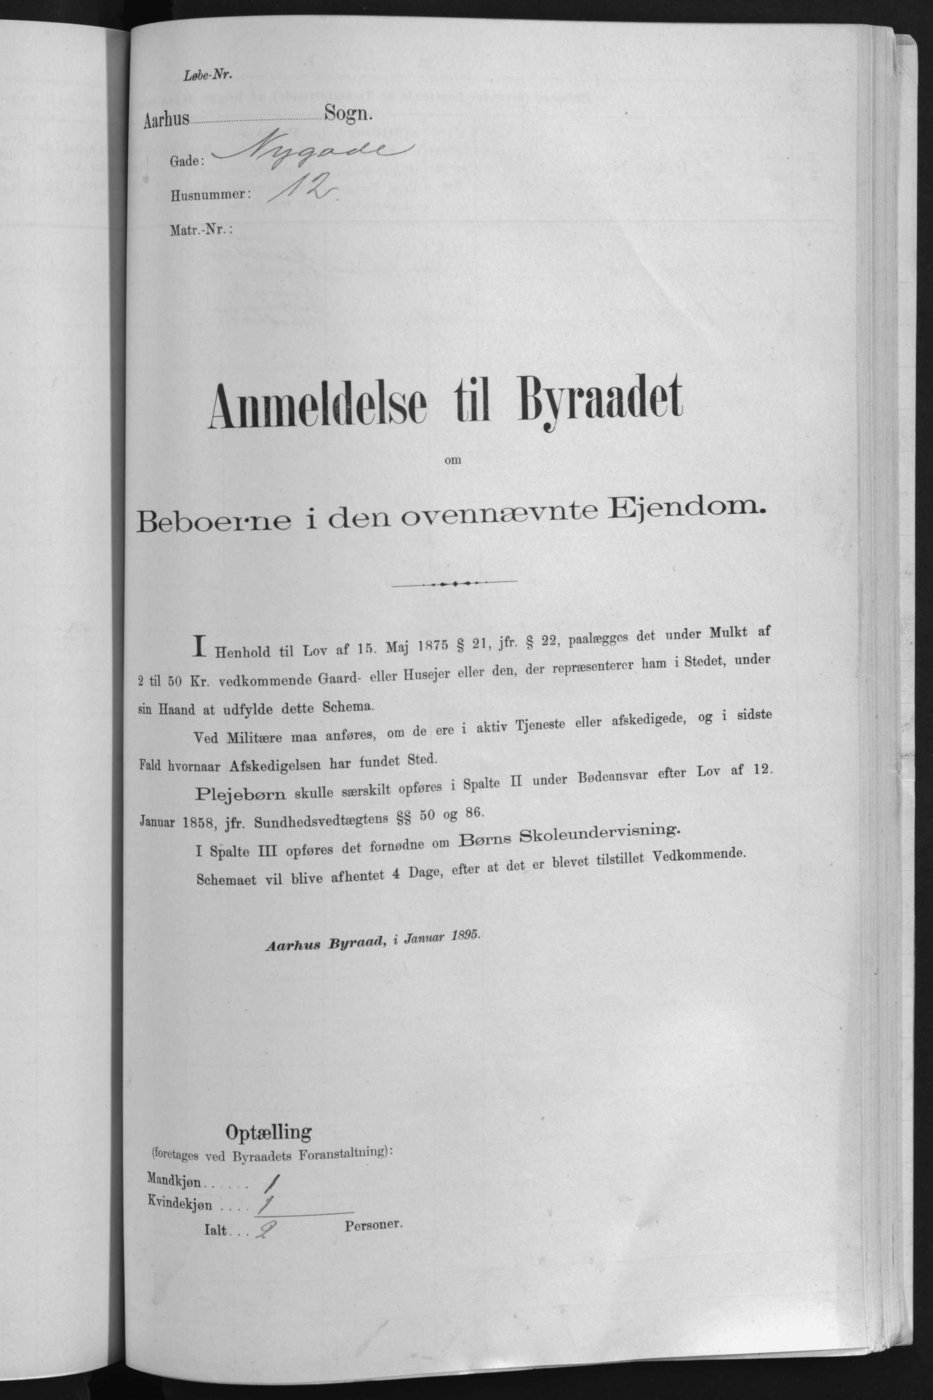 Løbe-Nr.
Aarhus Sogn.
Gade: Nygade
Husnummer: 12.
Matr.-Nr.:
Anmeldelse til Byraadet
om
Beboerne i den ovennævnte Ejendom.
I Henhold til Lov af 15. Maj 1875 § 21, jfr. § 22, paalægges det under Mulkt af
2 til 50 Kr. vedkommende Gaard- eller Husejer eller den, der repræsenterer ham i Stedet, under
sin Haand at udfylde dette Schema.
Ved Militære maa anføres, om de ere i aktiv Tjeneste eller afskedigede, og i sidste
Fald hvornaar Afskedigelsen har fundet Sted.
Plejebørn skulle særskilt opføres i Spalte II under Bødeansvar efter Lov af 12.
Januar 1858, jfr. Sundhedsvedtægtens §§ 50 og 86.
I Spalte III opføres det fornødne om Børns Skoleundervisning.
Schemaet vil blive afhentet 4 Dage, efter at det er blevet tilstillet Vedkommende.
Aarhus Byraad, i Januar 1895.
Optælling
(foretages ved Byraadets Foranstaltning):
Mandkjøn...... 1
Kvindekjøn .... 1
Ialt... 2 Personer.